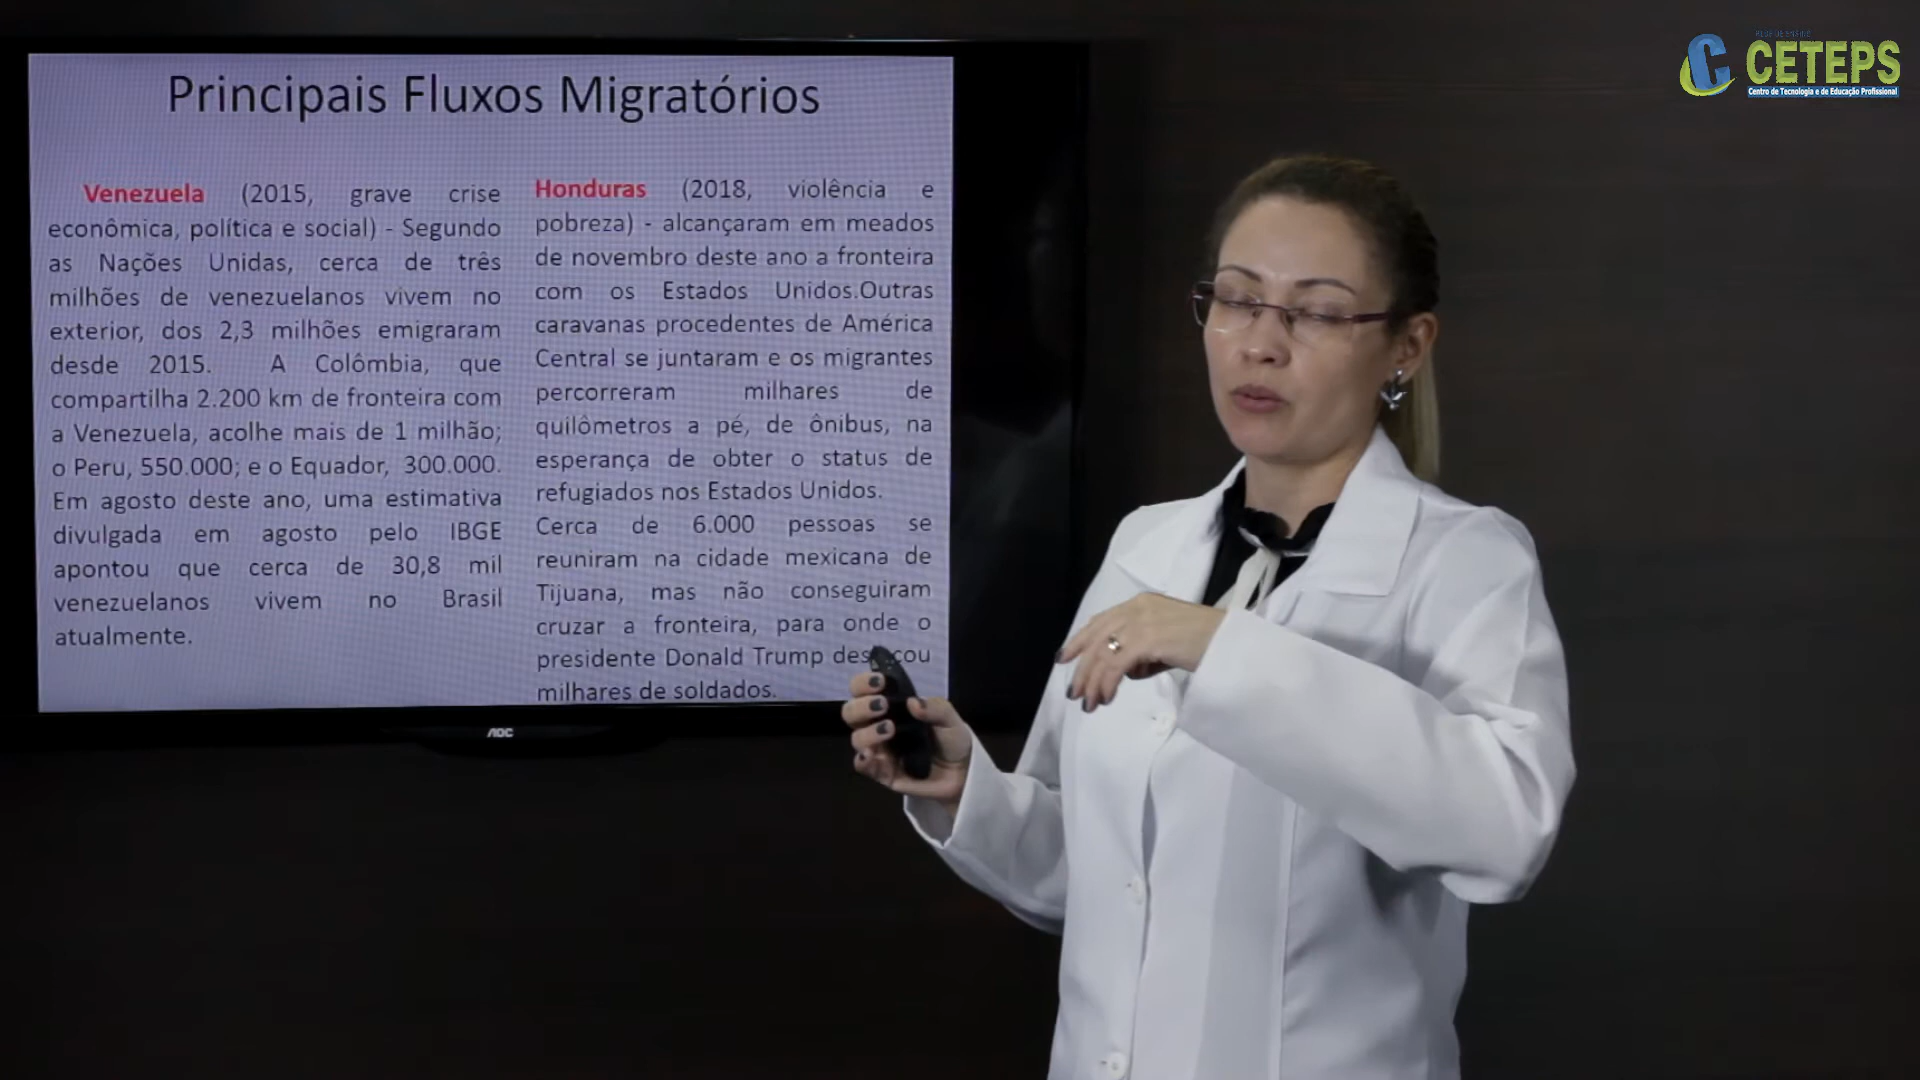 Principais Fluxos Migratórios
Venezuela (2015, grave crise
econômica, política e social) - Segundo
as Nações Unidas, cerca de três
milhões de venezuelanos vivem no
exterior, dos 2,3 milhões emigraram
desde 2015. A Colômbia, que
compartilha 2.200 km de fronteira com
a Venezuela, acolhe mais de 1 milhão;
o Peru, 550.000; e o Equador, 300.000.
Em agosto deste ano, uma estimativa
divulgada em agosto pelo IBGE
apontou que cerca de 30,8 mil
venezuelanos vivem no Brasil
atualmente.
Honduras (2018, violência e
pobreza) - alcançaram em meados
de novembro deste ano a fronteira
com os Estados Unidos.Outras
caravanas procedentes de América
Central se juntaram e os migrantes
percorreram milhares de
quilômetros a pé, de ônibus, na
esperança de obter o status de
refugiados nos Estados Unidos.
Cerca de 6.000 pessoas se
reuniram na cidade mexicana de
Tijuana, mas não conseguiram
cruzar a fronteira, para onde o
presidente Donald Trump
milhares de soldados.
AOC
CETEPS
Centro de Tecnologia e de Educação Profissional